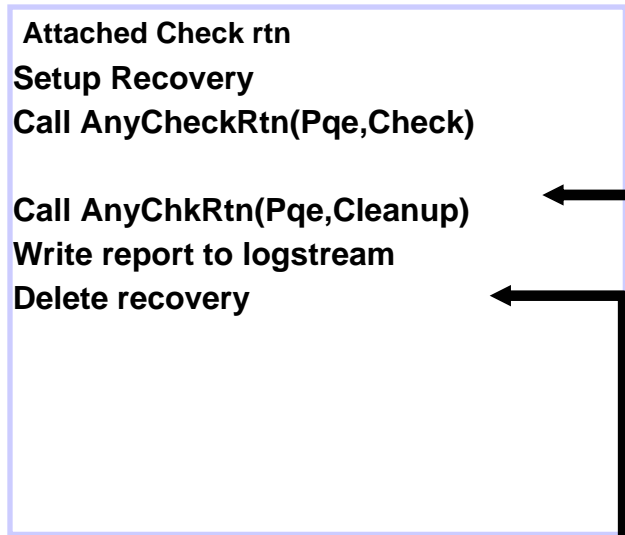 Attached Check rtn
Setup Recovery
Call AnyCheckRtn(Pqe,Check)
Call AnyChkRtn(Pqe,Cleanup)
Write report to logstream
Delete recovery